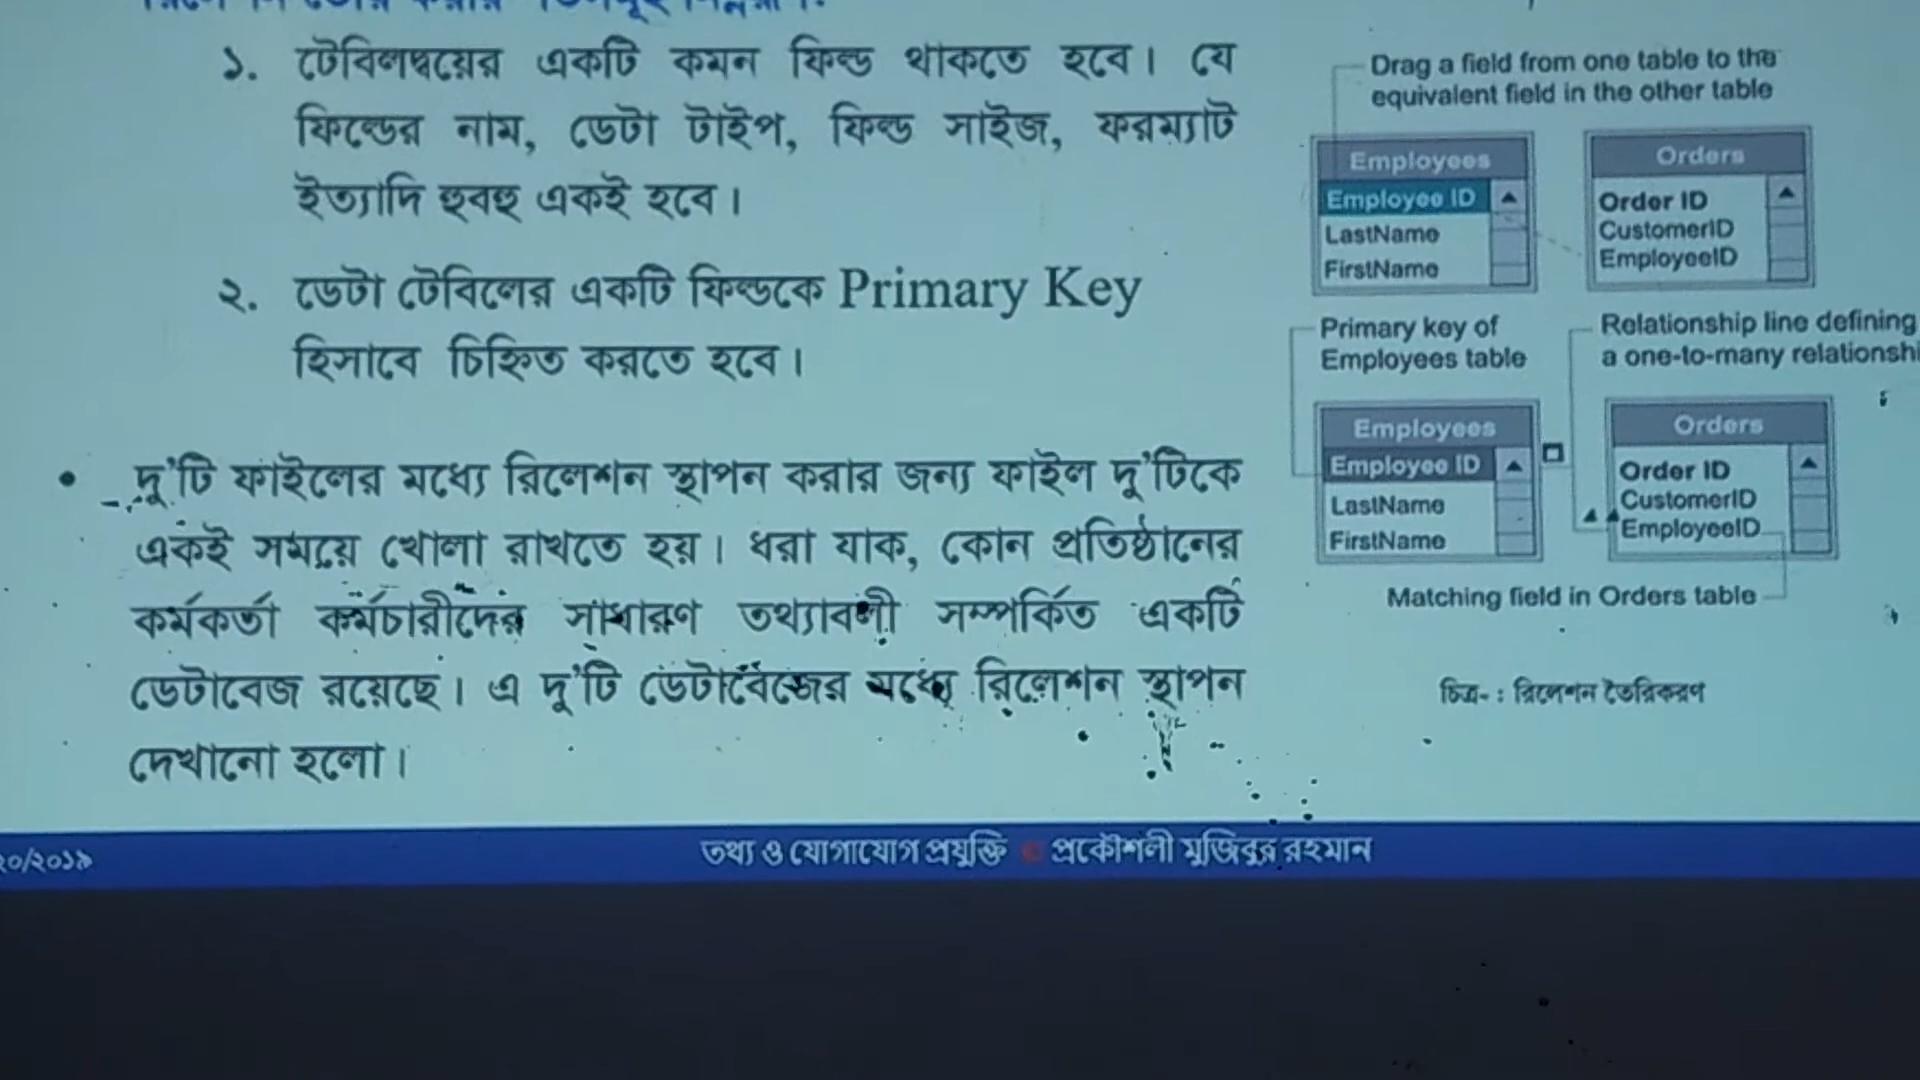 ১. টেবিলদ্বয়ের একটি কমন ফিল্ড থাকতে হবে। যে
ফিল্ডের নাম, ডেটা টাইপ, ফিল্ড সাইজ, ফরম্যাট
ইত্যাদি হুবহু একই হবে।
২. ডেটা টেবিলের একটি ফিল্ডকে Primary Key
হিসাবে চিহ্নিত করতে হবে।
• দু'টি ফাইলের মধ্যে রিলেশন স্থাপন করার জন্য ফাইল দু'টিকে
একই সময়ে খোলা রাখতে হয়। ধরা যাক, কোন প্রতিষ্ঠানের
কর্মকর্তা কর্মচারীদের সাধারণ তথ্যাবলী সম্পর্কিত একটি
ডেটাবেজ রয়েছে। এ দু'টি ডেটাবেজের মধ্যে রিলেশন স্থাপন
দেখানো হলো।
Drag a field from one table to the
equivalent field in the other table
Employees
Employee ID
LastName
FirstName
Orders
Order ID
CustomerID
EmployeeID
Primary key of
Employees table
Relationship line defining
a one-to-many relationshi
Employees
Employee ID
LastName
FirstName
Orders
Order ID
CustomerID
EmployeeID
Matching field in Orders table
চিত্র- : রিলেশন তৈরিকরণ
২০/২০১৯
তথ্য ও যোগাযোগ প্রযুক্তি
প্রকৌশলী মুজিবুর রহমান